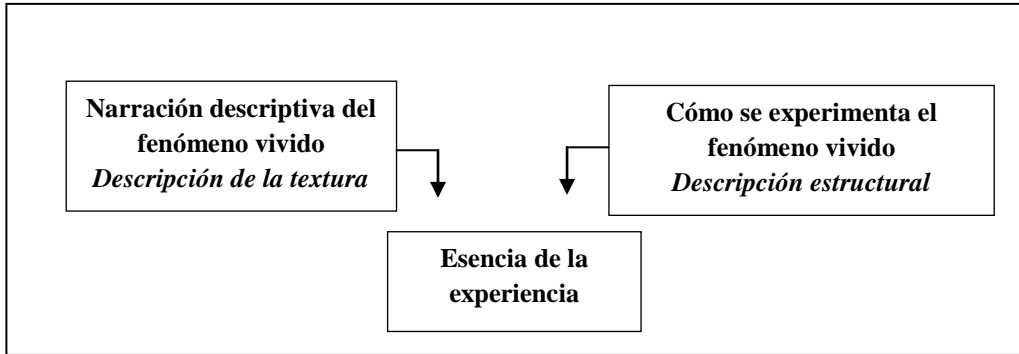 Narración descriptiva del
fenómeno vivido
Descripción de la textura
Cómo se experimenta el
fenómeno vivido
Descripción estructural
Esencia de la
experiencia